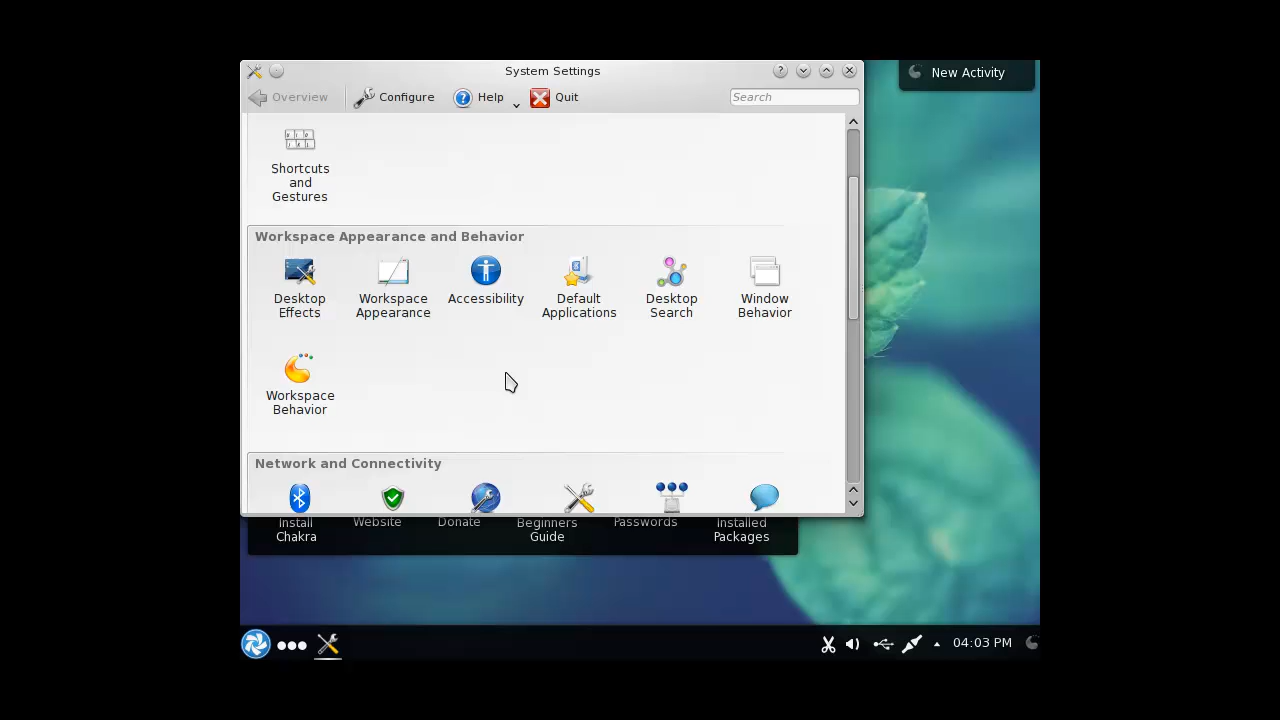 System Settings
New Activity
Overview
Configure
Help
Quit
Search
Shortcuts
and
Gestures
Workspace Appearance and Behavior
Desktop
Effects
Workspace
Appearance
Accessibility
Default
Applications
Desktop
Search
Window
Behavior
Workspace
Behavior
Network and Connectivity
Install
Chakra
Website
Donate
Beginners
Guide
Passwords
Installed
Packages
04:03 PM